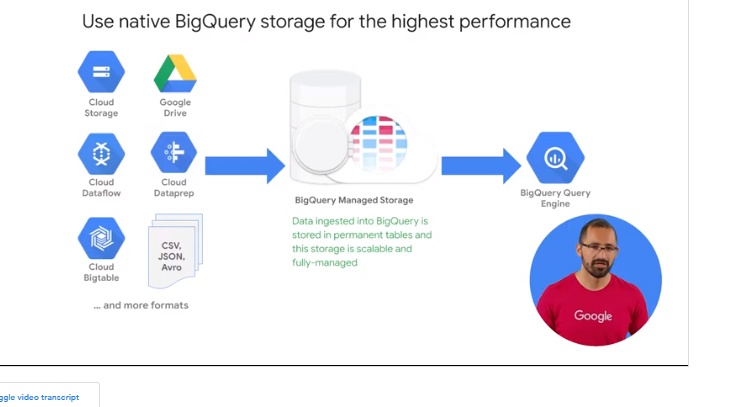 Use native BigQuery storage for the highest performance
Cloud
Storage
Google
Drive
Cloud
Dataflow
Cloud
Dataprep
Cloud
Bigtable
CSV,
JSON,
Avro
... and more formats
BigQuery Managed Storage
Data ingested into BigQuery is
stored in permanent tables and
this storage is scalable and
fully-managed
BigQuery Query
Engine
Google
ggle video transcript